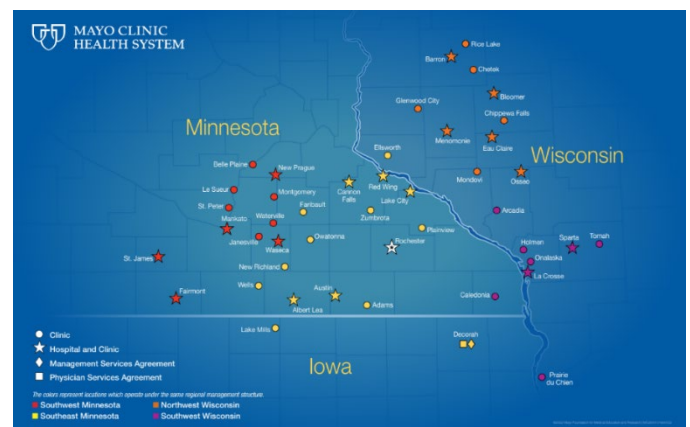 MAYO CLINIC
HEALTH SYSTEM
Rice Lake
Barron
Chetek
Bloomer
Glenwood City
Chippewa Falls
Minnesota
Menomonie
Eau Claire
Ellsworth
Wisconsin
Belle Plaine
New Prague
Mondovi
Osseo
Le Sueur
Montgomery
Cannon
Falls
Red Wing
Lake City
St. Peter
Faribault
Zumbrota
Arcadia
Mankato
Waterville
Plainview
Janesville
Waseca
Owatonna
Rochester
Holmen
Sparta
Tomah
Onalaska
St. James
La Crosse
New Richland
Fairmont
Wells
Austin
Albert Lea
Adams
Caledonia
Lake Mills
Decorah
Iowa
Prairie
du Chien
Clinic
Hospital and Clinic
Management Services Agreement
Physician Services Agreement
The colors represent locations which operate under the same regional management structure.
Southwest Minnesota
Northwest Wisconsin
Southeast Minnesota
Southwest Wisconsin